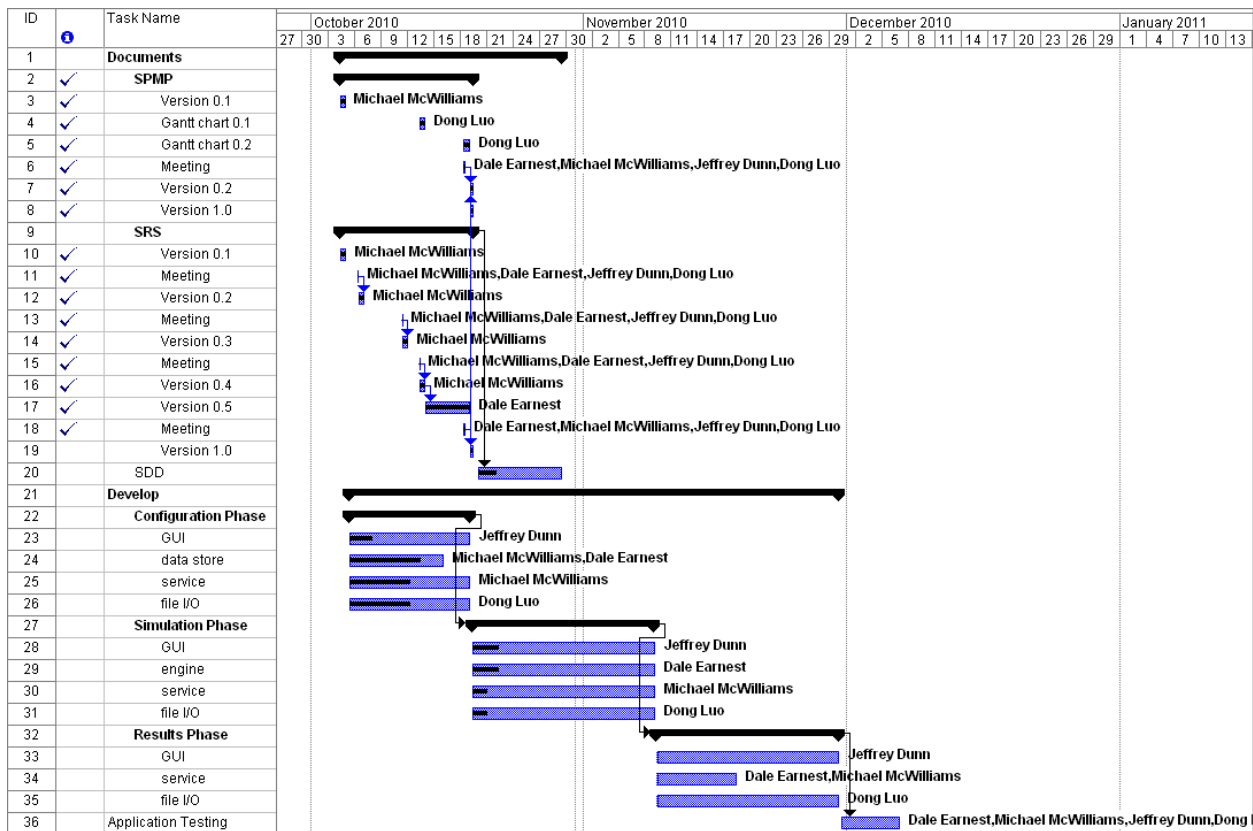 ID Task Name October 2010 November 2010 December 2010 January 2011
27 30 3 6 9 12 15 18 21 24 27 30 2 5 8 11 14 17 20 23 26 29 2 5 8 11 14 17 20 23 26 29 1 4 7 10 13
1 Documents
2 SPMP
3 Version 0.1 Michael McWilliams
4 Gantt chart 0.1 Dong Luo
5 Gantt chart 0.2 Dong Luo
6 Meeting Dale Earnest,Michael McWilliams,Jeffrey Dunn,Dong Luo
7 Version 0.2
8 Version 1.0
9 SRS
10 Version 0.1 Michael McWilliams
11 Meeting Michael McWilliams,Dale Earnest,Jeffrey Dunn,Dong Luo
12 Version 0.2 Michael McWilliams
13 Meeting Michael McWilliams,Dale Earnest,Jeffrey Dunn,Dong Luo
14 Version 0.3 Michael McWilliams
15 Meeting Michael McWilliams,Dale Earnest,Jeffrey Dunn,Dong Luo
16 Version 0.4 Michael McWilliams
17 Version 0.5 Dale Earnest
18 Meeting Dale Earnest,Michael McWilliams,Jeffrey Dunn,Dong Luo
19 Version 1.0
20 SDD
21 Develop
22 Configuration Phase
23 GUI Jeffrey Dunn
24 data store Michael McWilliams,Dale Earnest
25 service Michael McWilliams
26 file I/O Dong Luo
27 Simulation Phase
28 GUI Jeffrey Dunn
29 engine Dale Earnest
30 service Michael McWilliams
31 file I/O Dong Luo
32 Results Phase
33 GUI Jeffrey Dunn
34 service Dale Earnest,Michael McWilliams
35 file I/O Dong Luo
36 Application Testing Dale Earnest,Michael McWilliams,Jeffrey Dunn,Dong